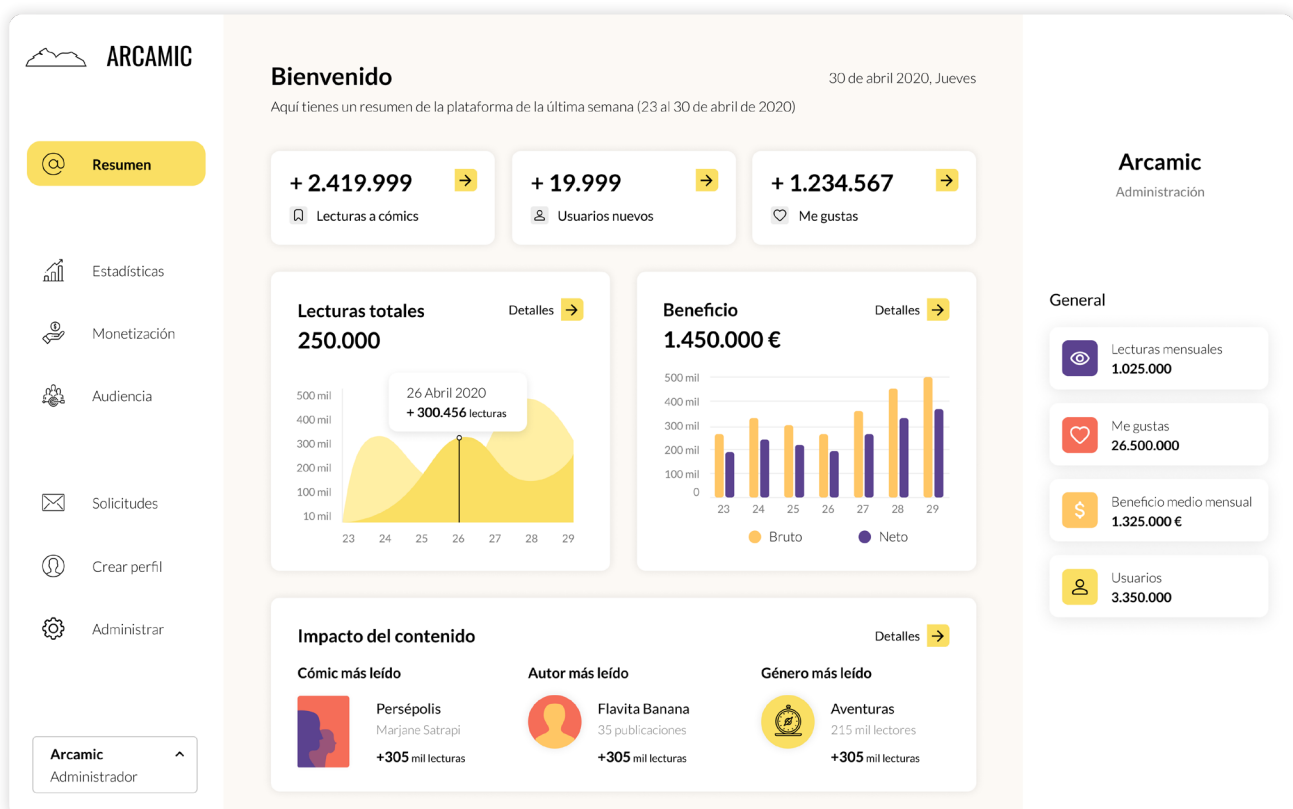 ARCAMIC
Resumen
Estadísticas
Monetización
Audiencia
Solicitudes
Crear perfil
Administrar
Arcamic
Administrador
Bienvenido
30 de abril 2020, Jueves
Aquí tienes un resumen de la plataforma de la última semana (23 al 30 de abril de 2020)
+ 2.419.999
Lecturas a cómics
+ 19.999
Usuarios nuevos
+ 1.234.567
Me gustas
Lecturas totales
Detalles
250.000
26 Abril 2020
+ 300.456 lecturas
500 mil
400 mil
300 mil
200 mil
100 mil
10 mil
23 24 25 26 27 28 29
Beneficio
Detalles
1.450.000 €
500 mil
400 mil
300 mil
200 mil
100 mil
0
23 24 25 26 27 28 29
Bruto Neto
Impacto del contenido
Detalles
Cómic más leído
Persépolis
Marjane Satrapi
+305 mil lecturas
Autor más leído
Flavita Banana
35 publicaciones
+305 mil lecturas
Género más leído
Aventuras
215 mil lectores
+305 mil lecturas
Arcamic
Administración
General
Lecturas mensuales
1.025.000
Me gustas
26.500.000
Beneficio medio mensual
1.325.000 €
Usuarios
3.350.000